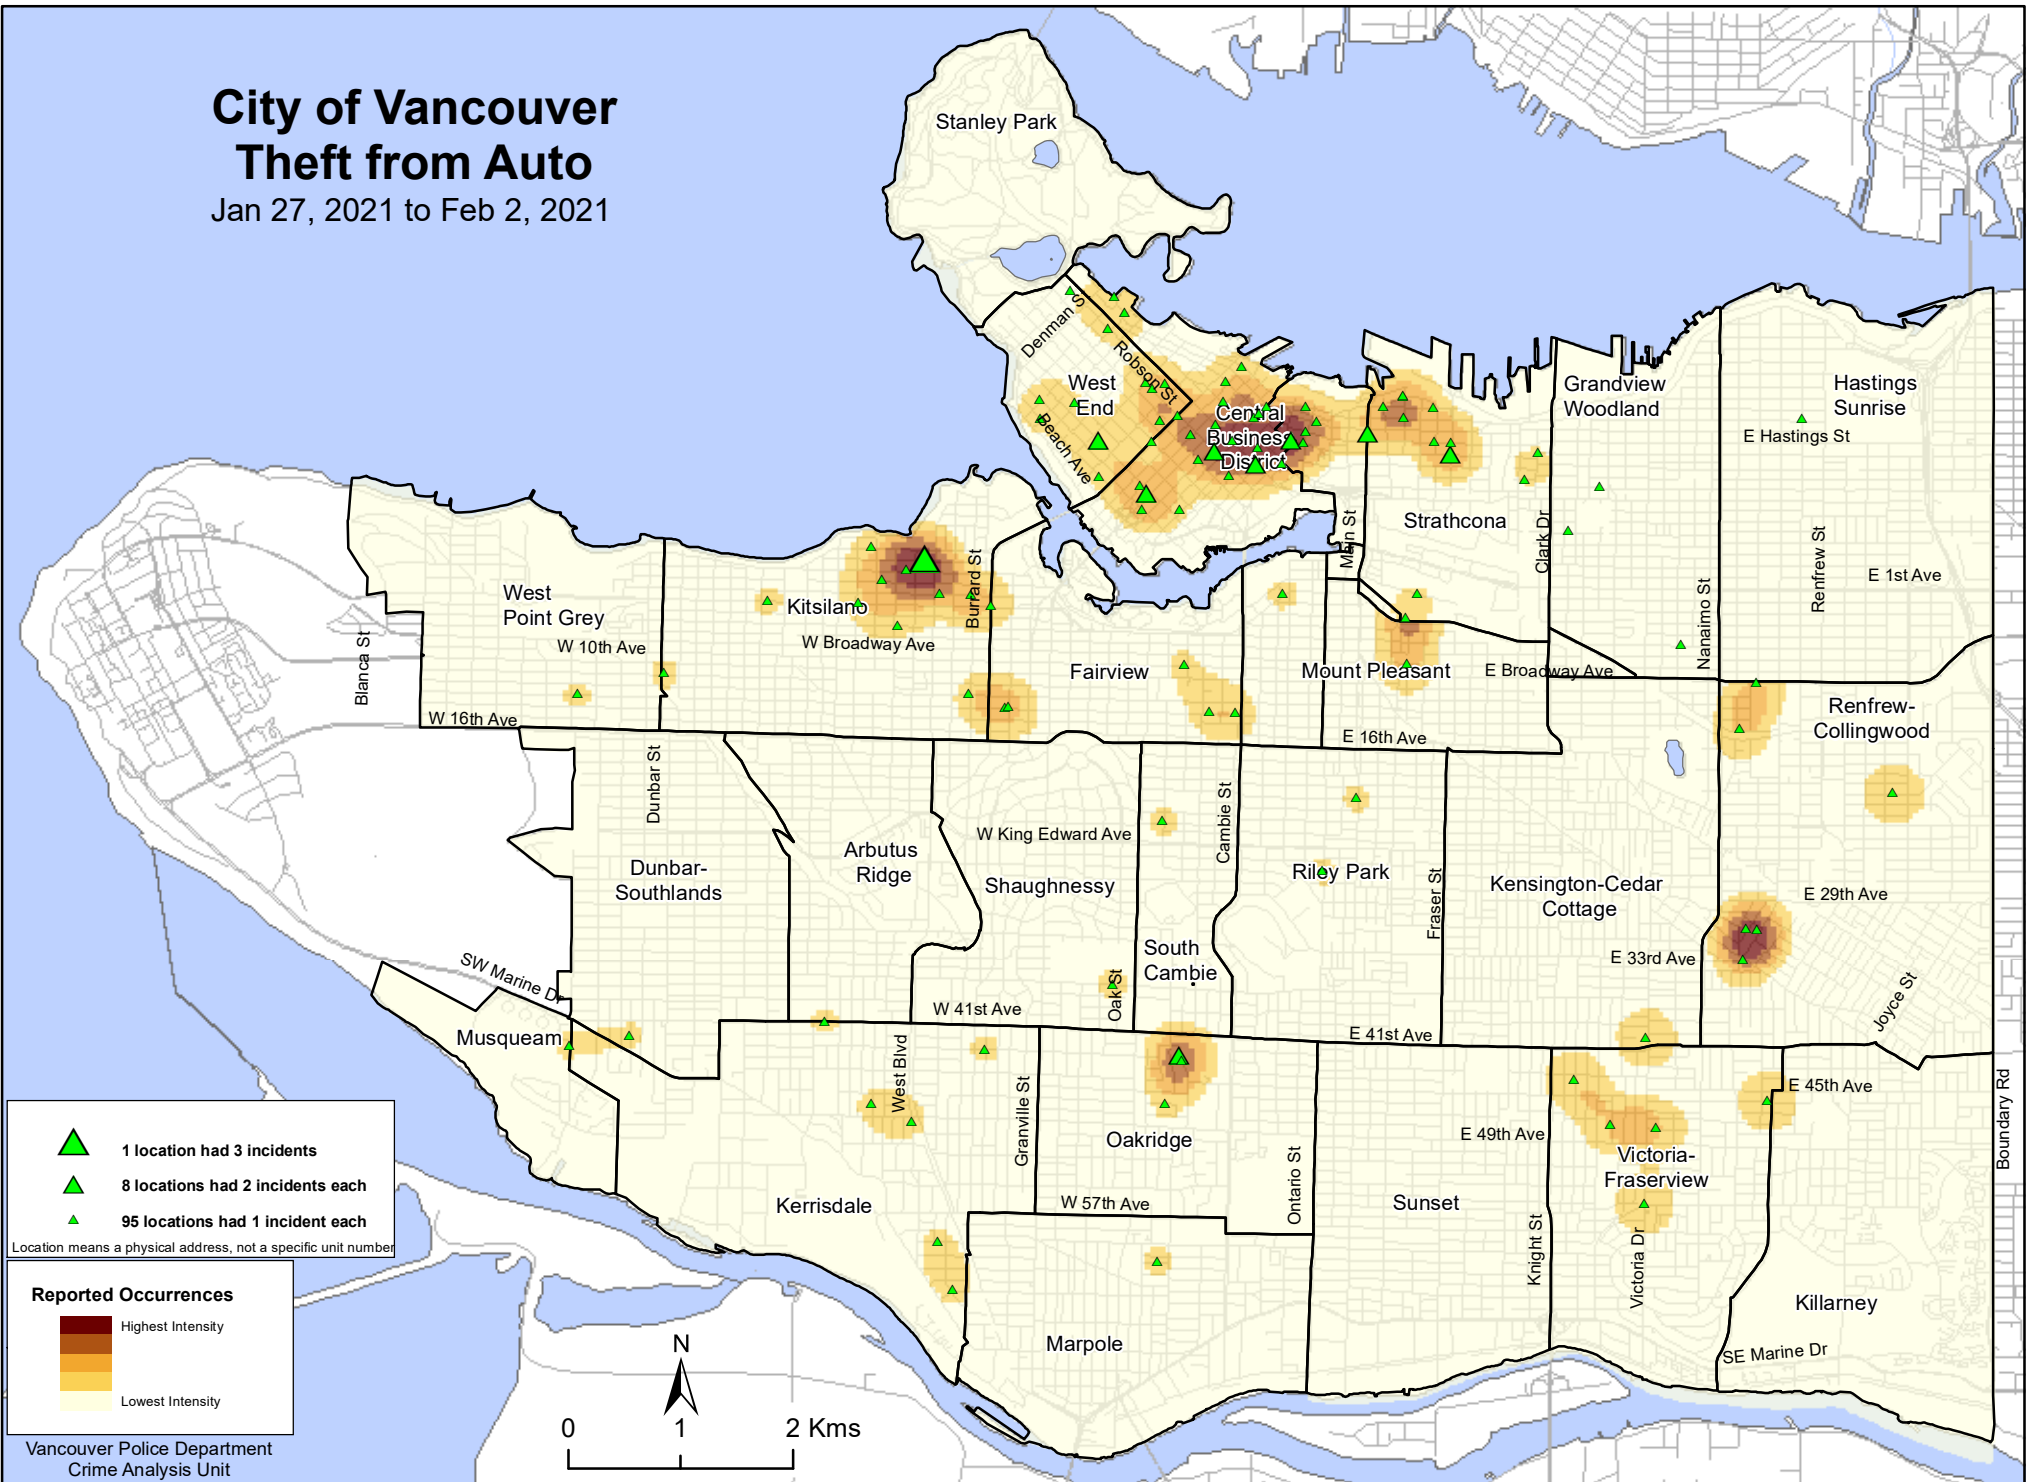 City of Vancouver
Theft from Auto
Jan 27, 2021 to Feb 2, 2021
Stanley Park
Denman S
Robson St
West
End
Beach Ave
Central
Business
District
Grandview
Woodland
Hastings
Sunrise
E Hastings St
Strathcona
Main St
Clark Dr
Nanaimo St
Renfrew St
E 1st Ave
West
Point Grey
Kitsilano
Burrard St
W 10th Ave
W Broadway Ave
Blanca St
Fairview
Mount Pleasant
E Broadway Ave
W 16th Ave
E 16th Ave
Renfrew-
Collingwood
Dunbar St
Cambie St
W King Edward Ave
Arbutus
Ridge
Dunbar-
Southlands
Shaughnessy
Riley Park
Fraser St
Kensington-Cedar
Cottage
E 29th Ave
South
Cambie
E 33rd Ave
SW Marine Dr
Oak St
W 41st Ave
E 41st Ave
Joyce St
Musqueam
West Blvd
Granville St
E 45th Ave
Boundary Rd
Oakridge
E 49th Ave
Victoria-
Fraserview
Kerrisdale
W 57th Ave
Ontario St
Sunset
Knight St
Victoria Dr
Killarney
Marpole
SE Marine Dr
1 location had 3 incidents
8 locations had 2 incidents each
95 locations had 1 incident each
Location means a physical address, not a specific unit number
Reported Occurrences
Highest Intensity
Lowest Intensity
Vancouver Police Department
Crime Analysis Unit
N
0 1 2 Kms